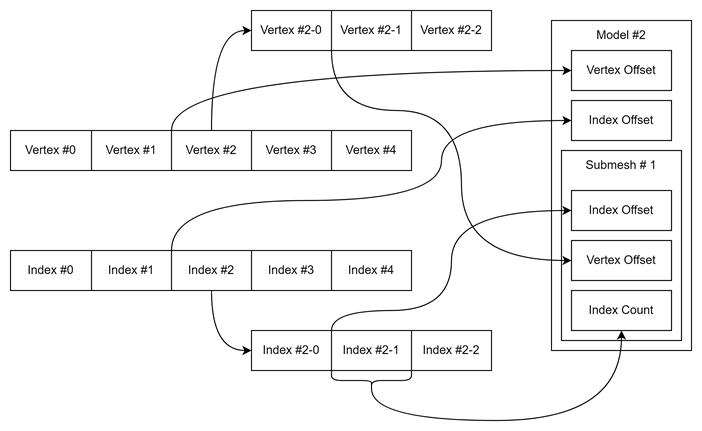 Vertex #2-0
Vertex #2-1
Vertex #2-2
Model #2
Vertex Offset
Index Offset
Vertex #0
Vertex #1
Vertex #2
Vertex #3
Vertex #4
Submesh # 1
Index Offset
Vertex Offset
Index Count
Index #0
Index #1
Index #2
Index #3
Index #4
Index #2-0
Index #2-1
Index #2-2